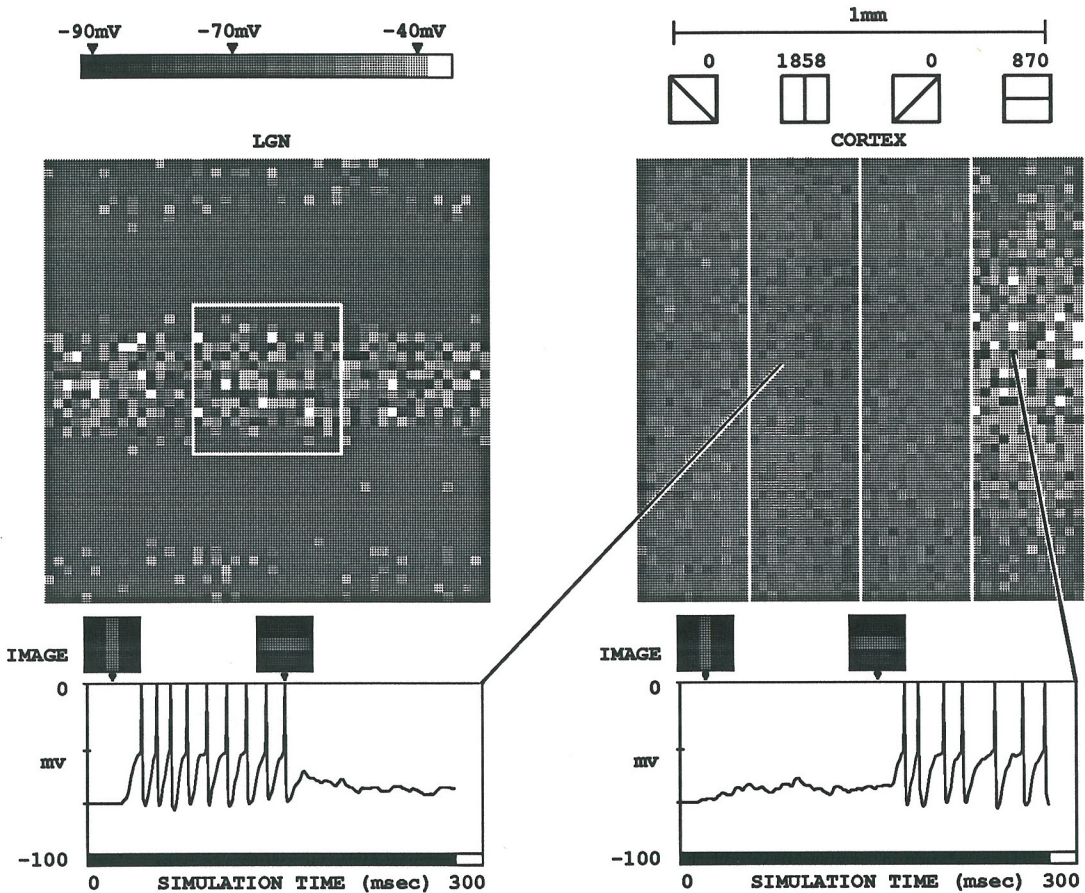 -90mV -70mV -40mV
1mm
0 1858 0 870
LGN
CORTEX
IMAGE
0
mv
-100
0 SIMULATION TIME (msec) 300
IMAGE
0
mv
-100
0 SIMULATION TIME (msec) 300